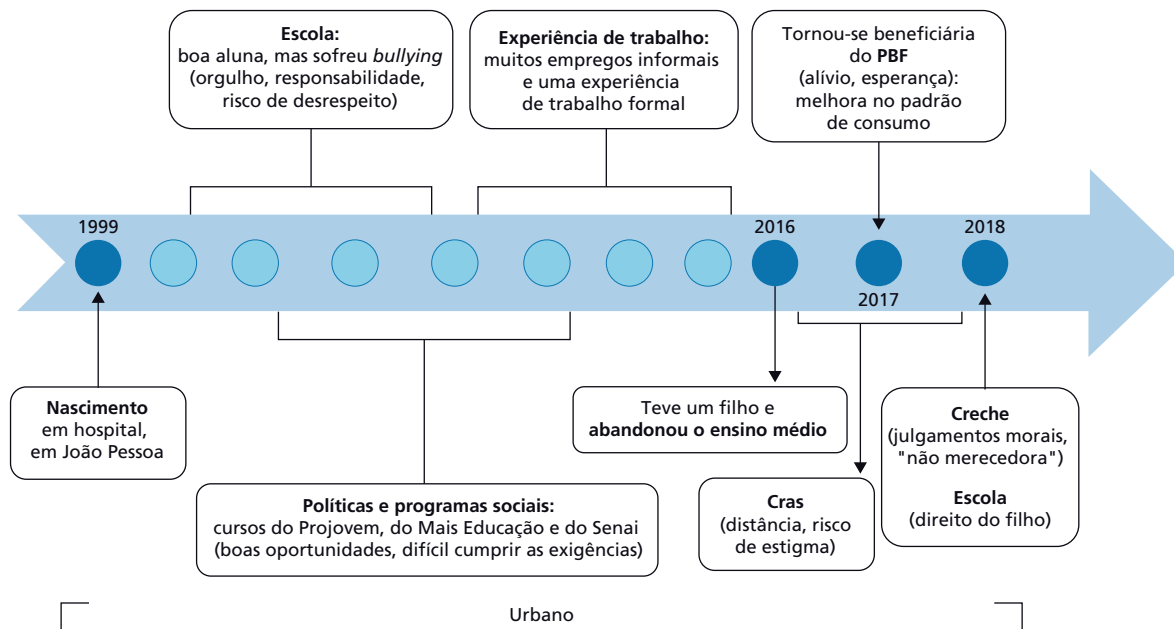 Escola:
boa aluna, mas sofreu bullying
(orgulho, responsabilidade,
risco de desrespeito)
Experiência de trabalho:
muitos empregos informais
e uma experiência
de trabalho formal
Tornou-se beneficiária
do PBF
(alívio, esperança):
melhora no padrão
de consumo
1999
2016
2017
2018
Nascimento
em hospital,
em João Pessoa
Políticas e programas sociais:
cursos do Projovem, do Mais Educação e do Senai
(boas oportunidades, difícil cumprir as exigências)
Teve um filho e
abandonou o ensino médio
Cras
(distância, risco
de estigma)
Creche
(julgamentos morais,
"não merecedora")
Escola
(direito do filho)
Urbano